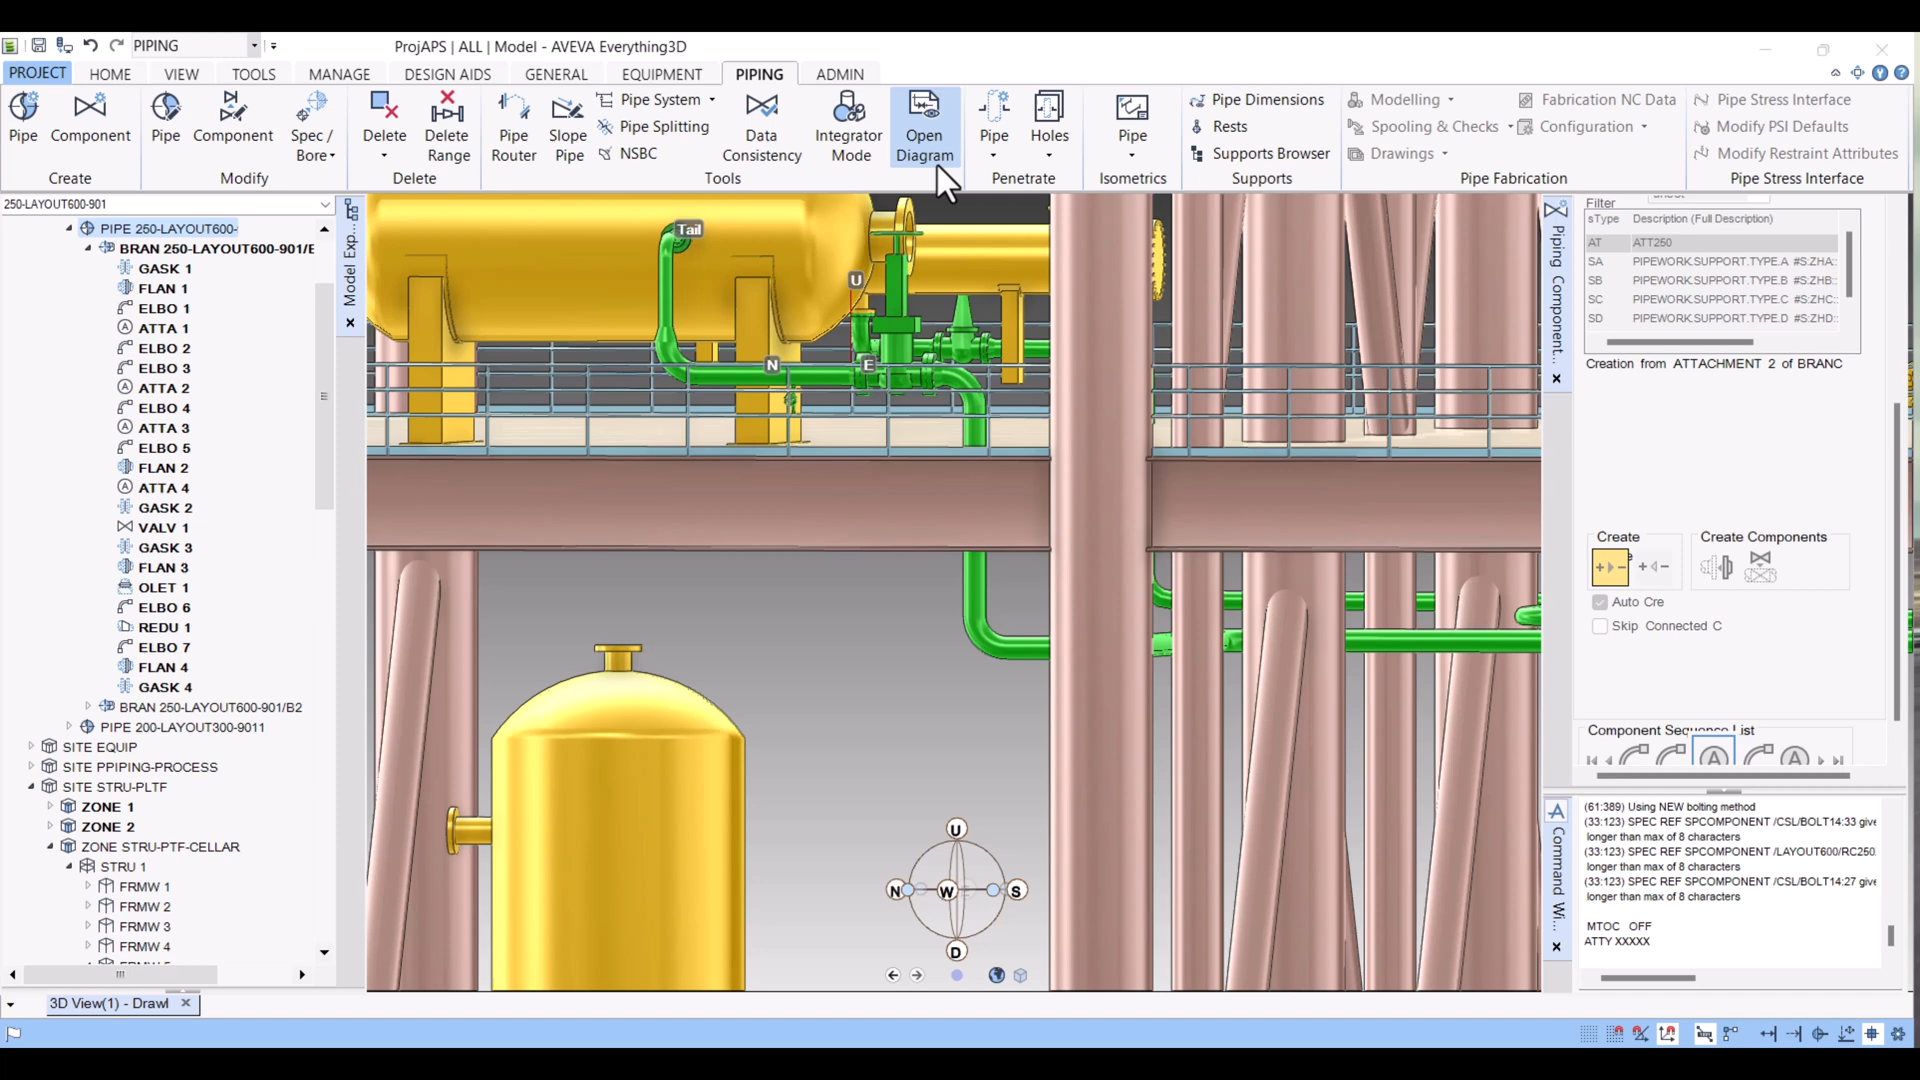 PIPING
ProjAPS | ALL | Model - AVEVA Everything3D
PROJECT HOME VIEW TOOLS MANAGE DESIGN AIDS GENERAL EQUIPMENT PIPING ADMIN
Pipe Component
Create
Pipe Component Spec / Bore
Modify
Delete Delete Range
Delete
Pipe Router Slope Pipe
Pipe System
Pipe Splitting
NSBC
Data Consistency
Integrator Mode
Open Diagram
Tools
Pipe Holes
Penetrate
Pipe
Isometrics
Pipe Dimensions
Rests
Supports Browser
Supports
Modelling
Spooling & Checks
Drawings
Fabrication NC Data
Configuration
Pipe Fabrication
Pipe Stress Interface
Modify PSI Defaults
Modify Restraint Attributes
Pipe Stress Interface
250-LAYOUT600-901
PIPE 250-LAYOUT600-
BRAN 250-LAYOUT600-901/E
GASK 1
FLAN 1
ELBO 1
ATTA 1
ELBO 2
ELBO 3
ATTA 2
ELBO 4
ATTA 3
ELBO 5
FLAN 2
ATTA 4
GASK 2
VALV 1
GASK 3
FLAN 3
OLET 1
ELBO 6
REDU 1
ELBO 7
FLAN 4
GASK 4
BRAN 250-LAYOUT600-901/B2
PIPE 200-LAYOUT300-9011
SITE EQUIP
SITE PPIPING-PROCESS
SITE STRU-PLTF
ZONE 1
ZONE 2
ZONE STRU-PTF-CELLAR
STRU 1
FRMW 1
FRMW 2
FRMW 3
FRMW 4
Model Exp...
Tail
U
N
E
U
N W S
D
Piping Component...
Filter
sType Description (Full Description)
AT ATT250
SA PIPEWORK.SUPPORT.TYPE.A #S:ZHA::
SB PIPEWORK.SUPPORT.TYPE.B #S:ZHB::
SC PIPEWORK.SUPPORT.TYPE.C #S:ZHC::
SD PIPEWORK.SUPPORT.TYPE.D #S:ZHD::
Creation from ATTACHMENT 2 of BRANC
Create
Create Components
Auto Cre
Skip Connected C
Component Sequence List
Command Wi...
(61:389) Using NEW bolting method
(33:123) SPEC REF SPCOMPONENT /CSL/BOLT14:33 give
longer than max of 8 characters
(33:123) SPEC REF SPCOMPONENT /LAYOUT600/RC250.
longer than max of 8 characters
(33:123) SPEC REF SPCOMPONENT /CSL/BOLT14:27 give
longer than max of 8 characters
MTOC OFF
ATTY XXXXX
3D View(1) - Drawl